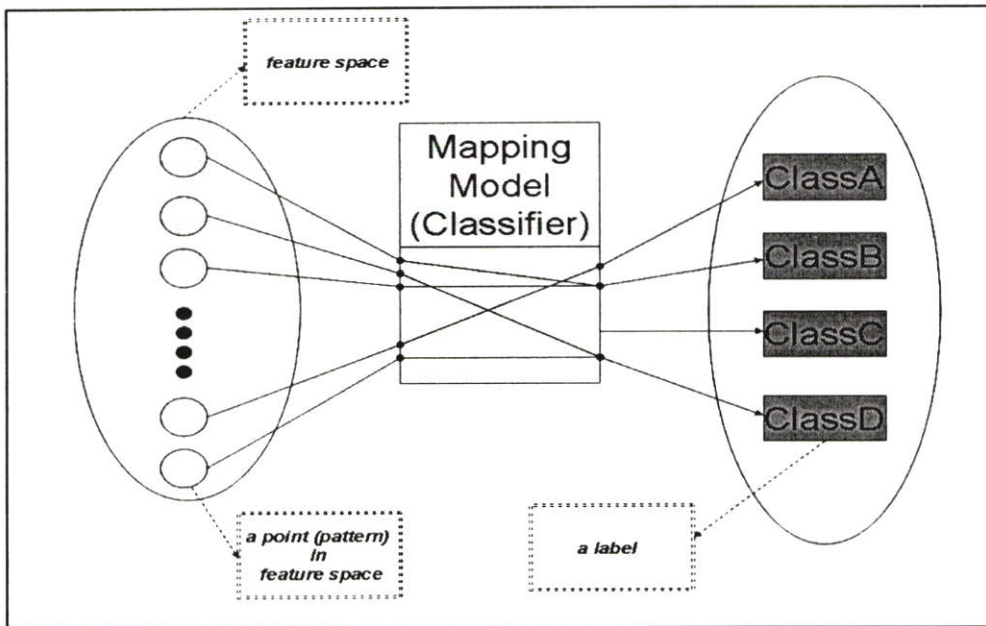 feature space
Mapping
Model
(Classifier)
ClassA
ClassB
ClassC
ClassD
a point (pattern)
in
feature space
a label